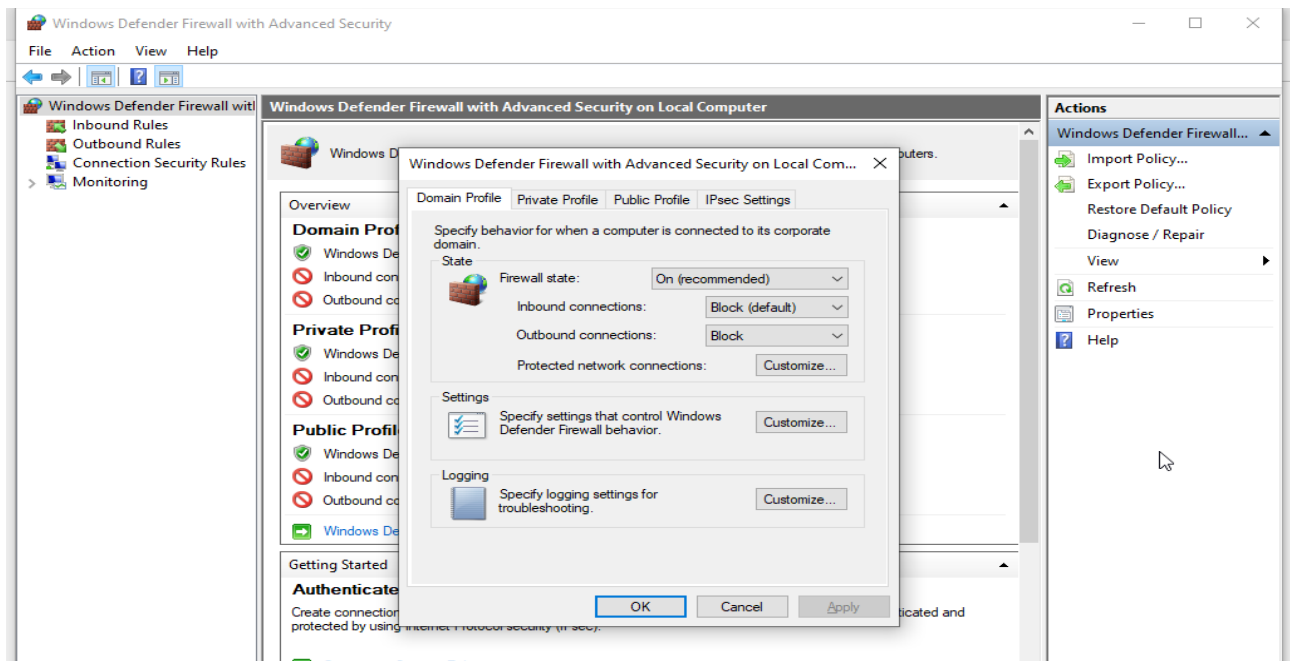 Windows Defender Firewall with Advanced Security
File Action View Help
Windows Defender Firewall witl
Inbound Rules
Outbound Rules
Connection Security Rules
Monitoring
Windows Defender Firewall with Advanced Security on Local Computer
Windows D
puters.
Overview
Domain Prof
Windows De
Inbound con
Outbound co
Private Profi
Windows De
Inbound con
Outbound co
Public Profil
Windows De
Inbound con
Outbound co
Windows De
Getting Started
Authenticate
Create connection
ticated and
protected by using Internet Protocol security (IPsec).
Windows Defender Firewall with Advanced Security on Local Com...
Domain Profile Private Profile Public Profile IPsec Settings
Specify behavior for when a computer is connected to its corporate
domain.
State
Firewall state: On (recommended)
Inbound connections: Block (default)
Outbound connections: Block
Protected network connections: Customize...
Settings
Specify settings that control Windows
Defender Firewall behavior.
Customize...
Logging
Specify logging settings for
troubleshooting.
Customize...
OK Cancel Apply
Actions
Windows Defender Firewall...
Import Policy...
Export Policy...
Restore Default Policy
Diagnose / Repair
View
Refresh
Properties
Help